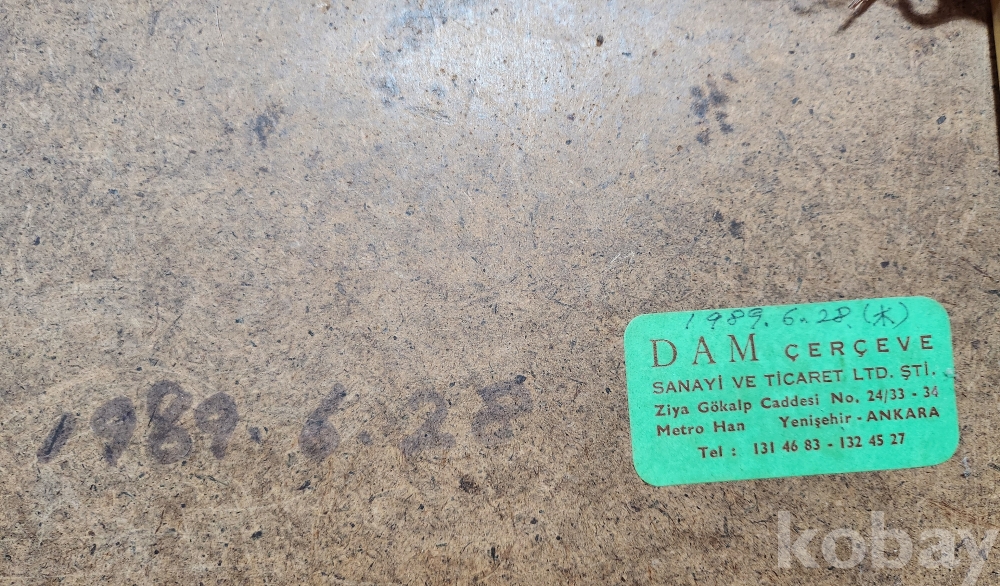 1989. 6. 28
1989. 6. 28. (木)
DAM ÇERÇEVE
SANAYİ VE TİCARET LTD. ŞTİ.
Ziya Gökalp Caddesi No. 24/33 - 34
Metro Han Yenişehir - ANKARA
Tel : 131 46 83 - 132 45 27
kobay